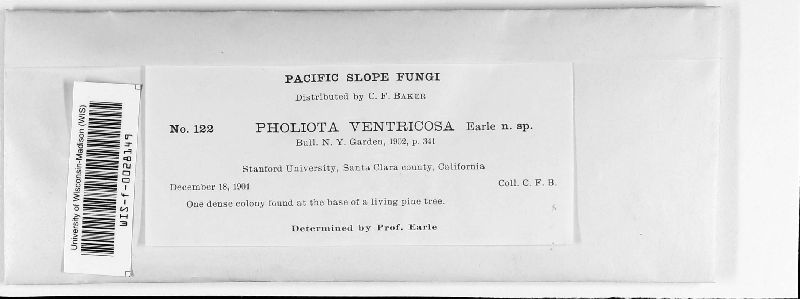 PACIFIC SLOPE FUNGI
Distributed by C. F. BAKER
No. 122 PHOLIOTA VENTRICOSA Earle n. sp.
Bull. N. Y. Garden, 1902, p. 341
Stanford University, Santa Clara county, California
December 18, 1901 Coll. C. F. B.
One dense colony found at the base of a living pine tree.
Determined by Prof. Earle
University of Wisconsin-Madison (WIS)
WIS-f-0028149